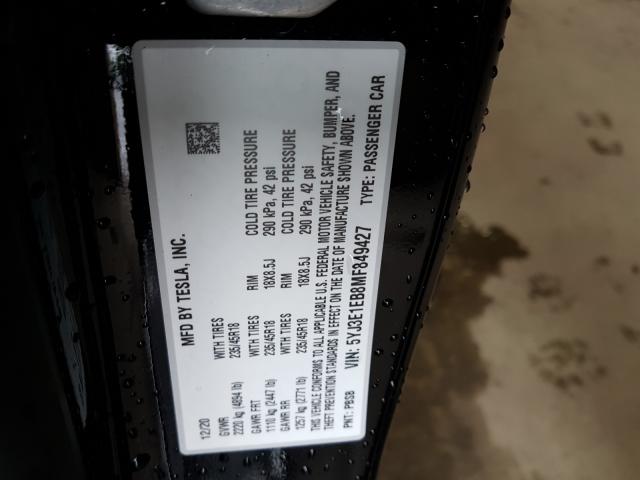 MFD BY TESLA, INC.
12/20
GVWR WITH TIRES RIM COLD TIRE PRESSURE
2220 kg (4894 lb) 235/45R18 18X8.5J 290 kPa, 42 psi
GAWR FRT
1110 kg (2447 lb) 235/45R18
GAWR RR WITH TIRES RIM COLD TIRE PRESSURE
1257 kg (2771 lb) 235/45R18 18X8.5J 290 kPa, 42 psi
THIS VEHICLE CONFORMS TO ALL APPLICABLE U.S. FEDERAL MOTOR VEHICLE SAFETY, BUMPER, AND
THEFT PREVENTION STANDARDS IN EFFECT ON THE DATE OF MANUFACTURE SHOWN ABOVE.
VIN: 5YJ3E1EB8MF849427 TYPE: PASSENGER CAR
PNT: PBSB